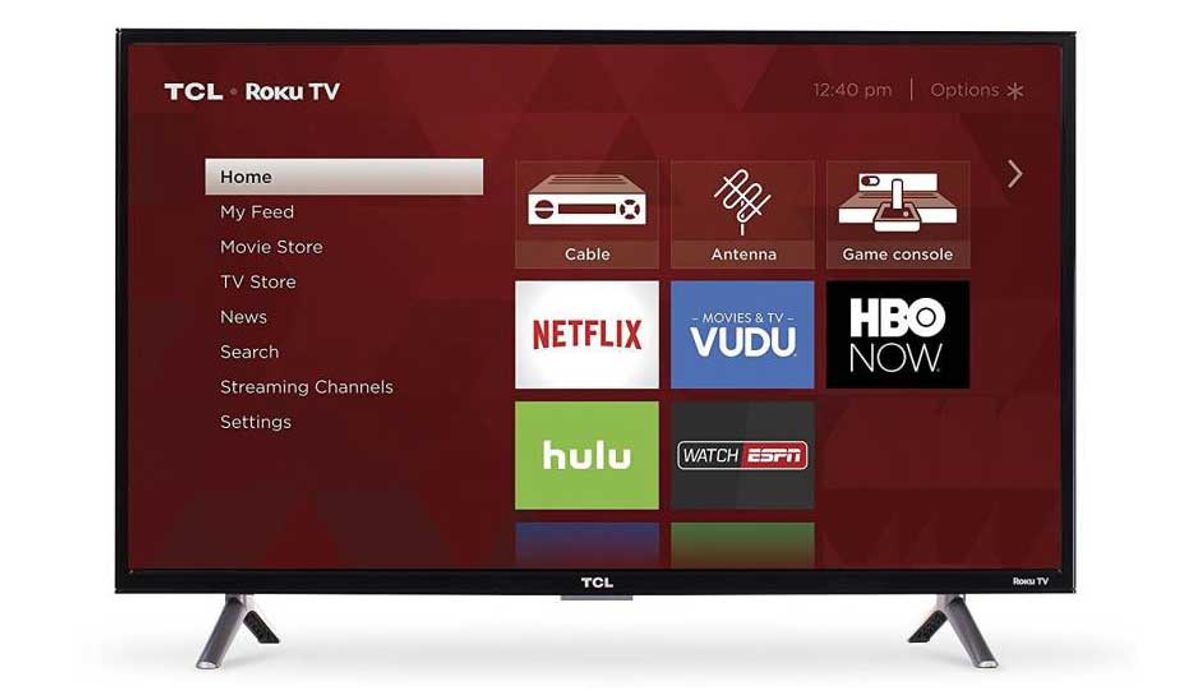 TCL • Roku TV
12:40 pm | Options *
Home
My Feed
Movie Store
TV Store
News
Search
Streaming Channels
Settings
Cable
Antenna
Game console
NETFLIX
– MOVIES & TV –
VUDU
HBO
NOW
hulu
WATCH ESPN
TCL
Roku TV